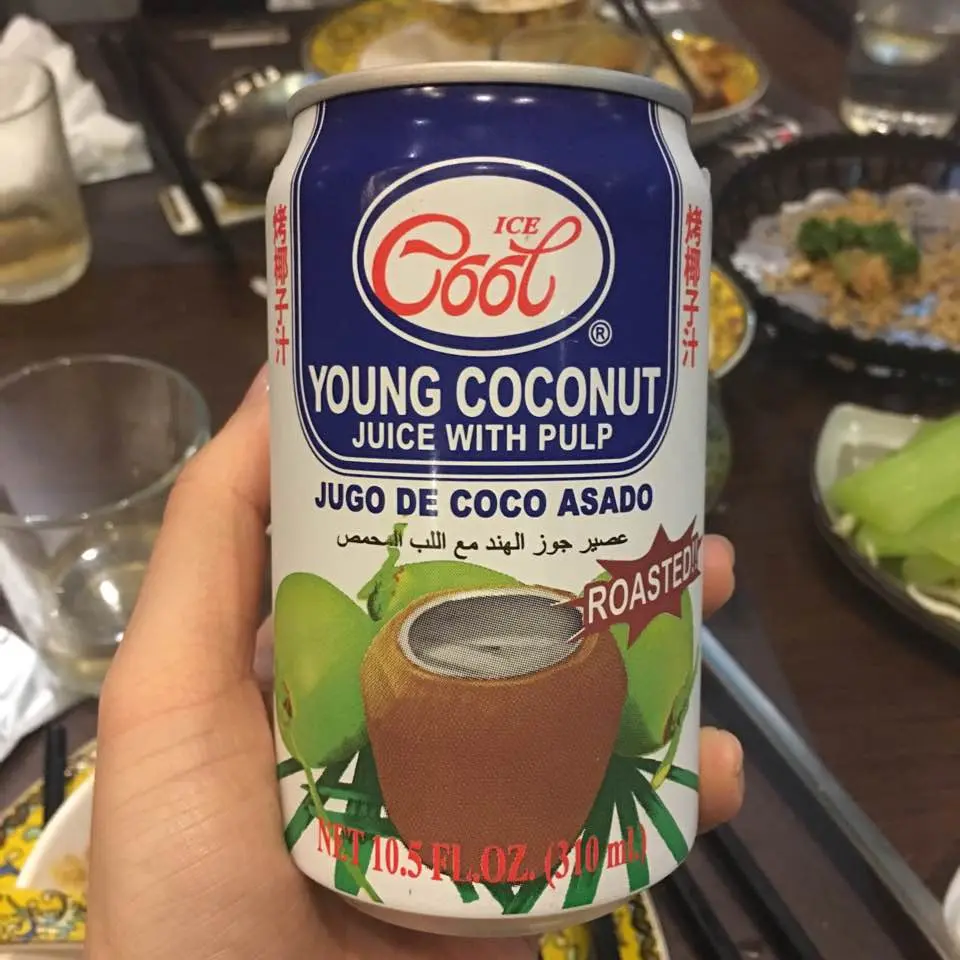 ICE
Cool
®
YOUNG COCONUT
JUICE WITH PULP
JUGO DE COCO ASADO
عصير جوز الهند مع اللب المحمص
ROASTED
NET 10.5 FL.OZ. (310 ml.)
烤椰子汁
烤椰子汁